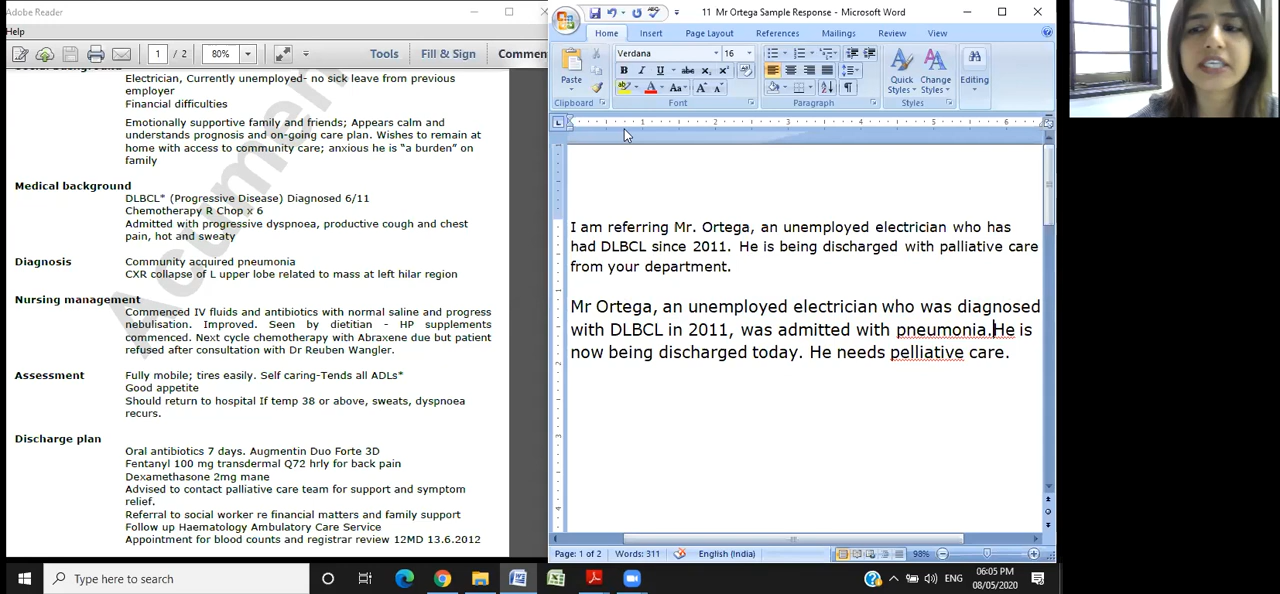 Adobe Reader
Help
1 / 2 80% Tools Fill & Sign Commen
Electrician, Currently unemployed- no sick leave from previous
employer
Financial difficulties
Emotionally supportive family and friends; Appears calm and
understands prognosis and on-going care plan. Wishes to remain at
home with access to community care; anxious he is “a burden” on
family
Medical background
DLBCL* (Progressive Disease) Diagnosed 6/11
Chemotherapy R Chop x 6
Admitted with progressive dyspnoea, productive cough and chest
pain, hot and sweaty
Diagnosis Community acquired pneumonia
CXR collapse of L upper lobe related to mass at left hilar region
Nursing management
Commenced IV fluids and antibiotics with normal saline and progress
nebulisation. Improved. Seen by dietitian - HP supplements
commenced. Next cycle chemotherapy with Abraxene due but patient
refused after consultation with Dr Reuben Wangler.
Assessment Fully mobile; tires easily. Self caring-Tends all ADLs*
Good appetite
Should return to hospital If temp 38 or above, sweats, dyspnoea
recurs.
Discharge plan
Oral antibiotics 7 days. Augmentin Duo Forte 3D
Fentanyl 100 mg transdermal Q72 hrly for back pain
Dexamethasone 2mg mane
Advised to contact palliative care team for support and symptom
relief.
Referral to social worker re financial matters and family support
Follow up Haematology Ambulatory Care Service
Appointment for blood counts and registrar review 12MD 13.6.2012
Acumen
11 Mr Ortega Sample Response - Microsoft Word
Home Insert Page Layout References Mailings Review View
Verdana 16
Paste Quick Styles Change Styles Editing
Clipboard Font Paragraph Styles
I am referring Mr. Ortega, an unemployed electrician who has
had DLBCL since 2011. He is being discharged with palliative care
from your department.
Mr Ortega, an unemployed electrician who was diagnosed
with DLBCL in 2011, was admitted with pneumonia.He is
now being discharged today. He needs pelliative care.
Page: 1 of 2 Words: 311 English (India) 98%
Type here to search
ENG 06:05 PM
08/05/2020